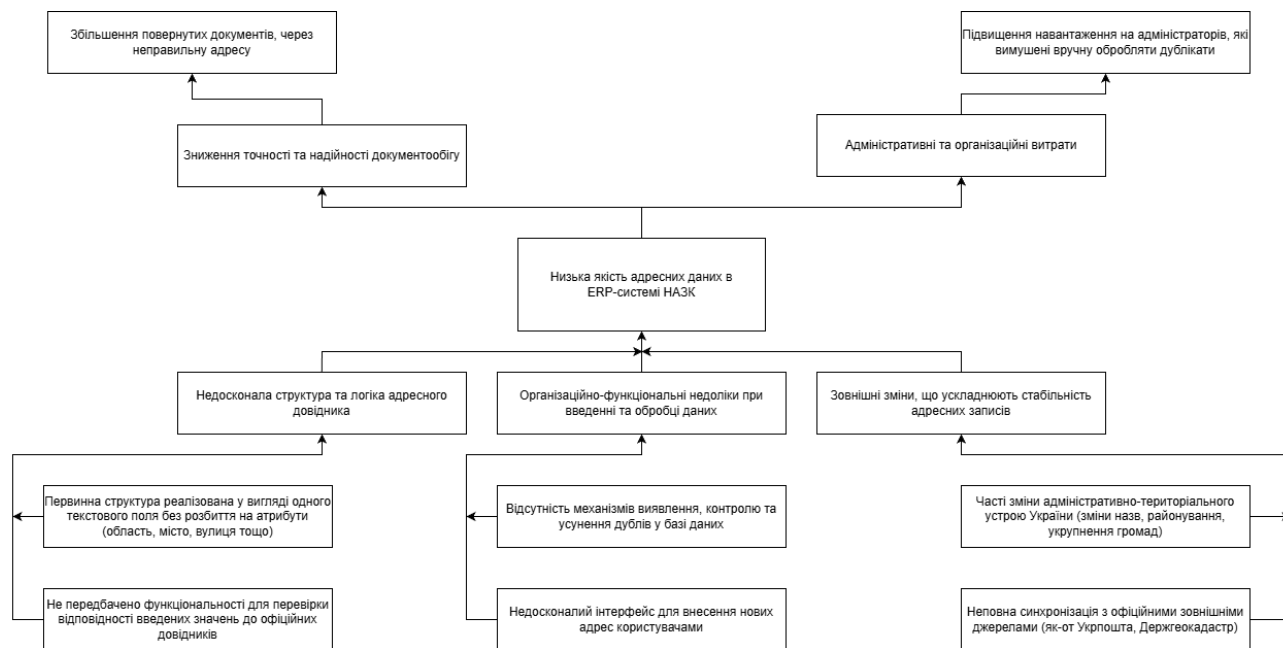 Збільшення повернутих документів, через
неправильну адресу
Підвищення навантаження на адміністраторів, які
вимушені вручну обробляти дублікати
Зниження точності та надійності документообігу
Адміністративні та організаційні витрати
Низька якість адресних даних в
ERP-системі НАЗК
Недосконала структура та логіка адресного
довідника
Організаційно-функціональні недоліки при
введенні та обробці даних
Зовнішні зміни, що ускладнюють стабільність
адресних записів
Первинна структура реалізована у вигляді одного
текстового поля без розбиття на атрибути
(область, місто, вулиця тощо)
Відсутність механізмів виявлення, контролю та
усунення дублів у базі даних
Часті зміни адміністративно-територіального
устрою України (зміни назв, районування,
укрупнення громад)
Не передбачено функціональності для перевірки
відповідності введених значень до офіційних
довідників
Недосконалий інтерфейс для внесення нових
адрес користувачами
Неповна синхронізація з офіційними зовнішніми
джерелами (як-от Укрпошта, Держгеокадастр)